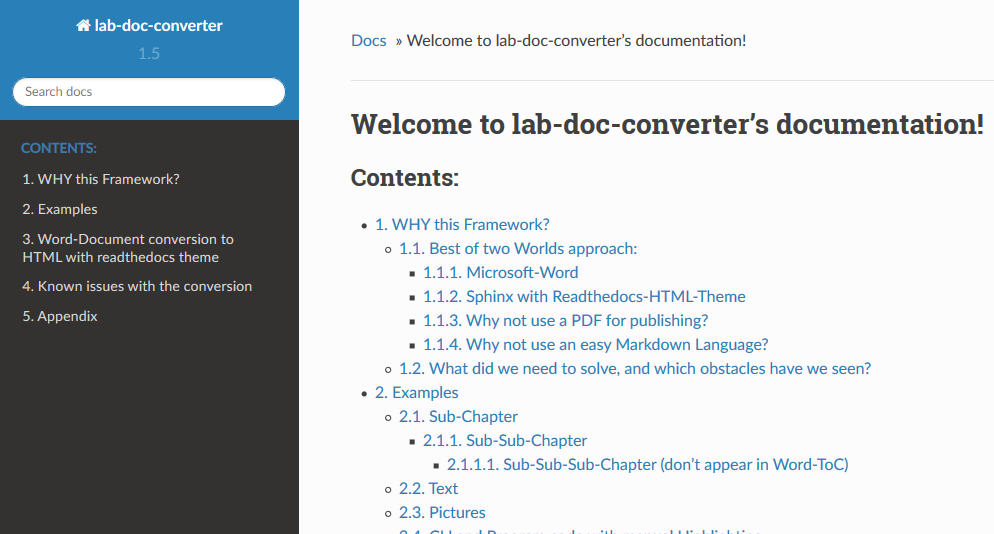 lab-doc-converter
1.5
Search docs
CONTENTS:
1. WHY this Framework?
2. Examples
3. Word-Document conversion to
HTML with readthedocs theme
4. Known issues with the conversion
5. Appendix
Docs » Welcome to lab-doc-converter’s documentation!
Welcome to lab-doc-converter’s documentation!
Contents:
• 1. WHY this Framework?
◦ 1.1. Best of two Worlds approach:
▪ 1.1.1. Microsoft-Word
▪ 1.1.2. Sphinx with Readthedocs-HTML-Theme
▪ 1.1.3. Why not use a PDF for publishing?
▪ 1.1.4. Why not use an easy Markdown Language?
◦ 1.2. What did we need to solve, and which obstacles have we seen?
• 2. Examples
◦ 2.1. Sub-Chapter
▪ 2.1.1. Sub-Sub-Chapter
▪ 2.1.1.1. Sub-Sub-Sub-Chapter (don’t appear in Word-ToC)
◦ 2.2. Text
◦ 2.3. Pictures